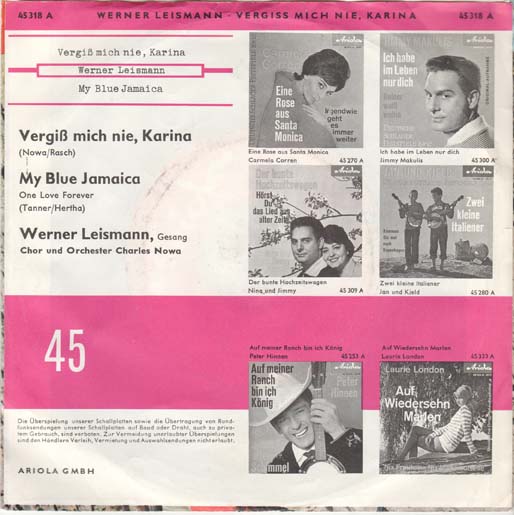 45 318 A WERNER LEISMANN - VERGISS MICH NIE, KARINA 45 318 A
Vergiß mich nie, Karina
Werner Leismann
My Blue Jamaica
Vergiß mich nie, Karina
(Nowa/Rasch)
My Blue Jamaica
One Love Forever
(Tanner/Hertha)
Werner Leismann, Gesang
Chor und Orchester Charles Nowa
Ariola
Eine
Rose
aus
Santa
Monica
Irgendwie
geht
es
immer
weiter
Eine Rose aus Santa Monica
Carmela Corren 45 270 A
JIMMY MAKULIS
Ich habe
im Leben
nur dich
Ich habe im Leben nur dich
Jimmy Makulis 45 300 A
Der bunte
Hochzeitswagen
Hörst
Du
das Lied aus
alter Zeit
Der bunte Hochzeitswagen
Nina und Jimmy 45 309 A
Ariola
Zwei
kleine
Italiener
Zwei kleine Italiener
Jan und Kjeld 45 280 A
45
Auf meiner Ranch bin ich König
Peter Hinnen 45 253 A
Auf meiner
Ranch
bin ich
König
Peter
Hinnen
Auf Wiedersehn Marlen
Laurie London 45 323 A
Laurie London
Auf
Wiedersehn
Marlen
Die Überspielung unserer Schallplatten sowie die Übertragung von Rund-
funksendungen unserer Schallplatten auf Band oder Draht, auch zu priva-
tem Gebrauch, sind verboten. Zur Vermeidung unerlaubter Überspielungen
sind den Händlern Verleih, Vermietung und Auswahlsendungen nicht erlaubt.
ARIOLA GMBH